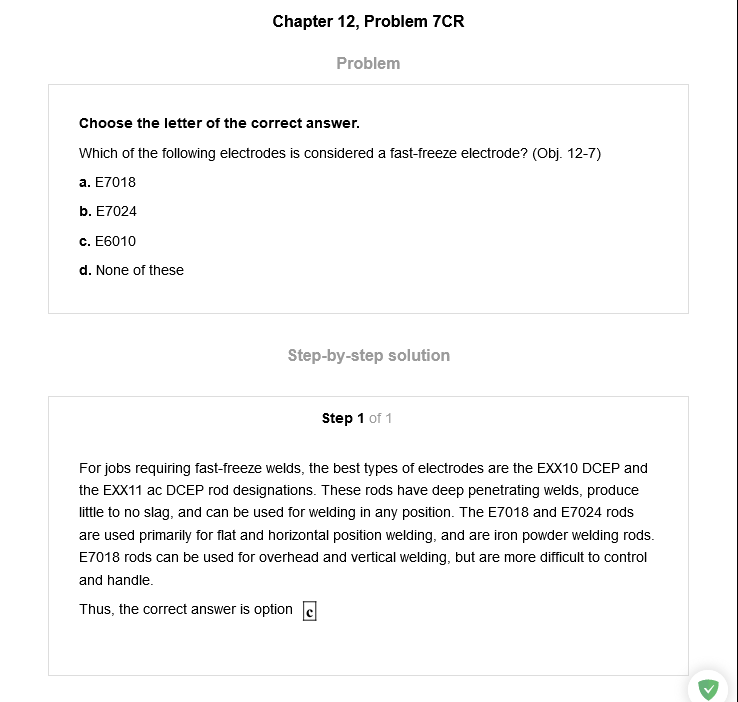 Chapter 12, Problem 7CR
Problem
Choose the letter of the correct answer.
Which of the following electrodes is considered a fast-freeze electrode? (Obj. 12-7)
a. E7018
b. E7024
c. E6010
d. None of these
Step-by-step solution
Step 1 of 1
For jobs requiring fast-freeze welds, the best types of electrodes are the EXX10 DCEP and
the EXX11 ac DCEP rod designations. These rods have deep penetrating welds, produce
little to no slag, and can be used for welding in any position. The E7018 and E7024 rods
are used primarily for flat and horizontal position welding, and are iron powder welding rods.
E7018 rods can be used for overhead and vertical welding, but are more difficult to control
and handle.
Thus, the correct answer is option c